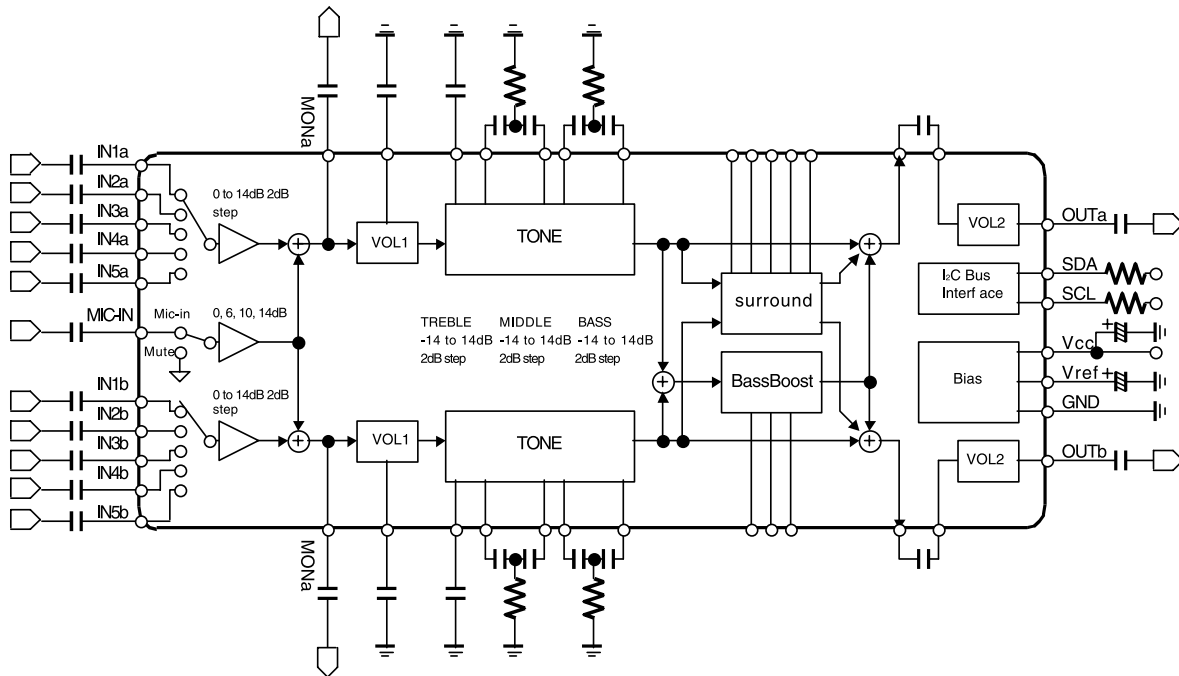 MONa
IN1a
IN2a
IN3a
IN4a
IN5a
0 to 14dB 2dB
step
VOL1
TONE
VOL2
OUTa
I2C Bus
Interf ace
SDA
SCL
surround
MIC-IN
Mic-in
Mute
0, 6, 10, 14dB
TREBLE
-14 to 14dB
2dB step
MIDDLE
-14 to 14dB
2dB step
BASS
-14 to 14dB
2dB step
BassBoost
Bias
+
Vcc
Vref +
GND
IN1b
IN2b
IN3b
IN4b
IN5b
0 to 14dB 2dB
step
VOL1
TONE
VOL2
OUTb
MONa